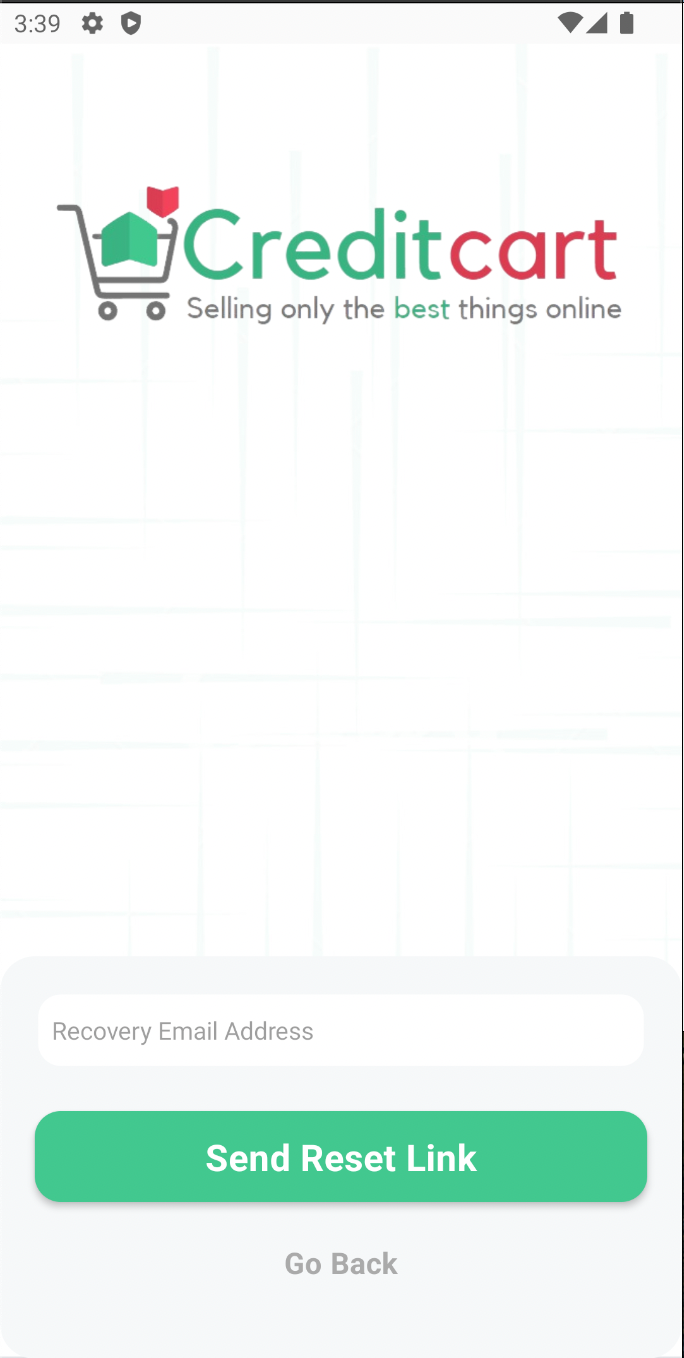 3:39
Creditcart
Selling only the best things online
Recovery Email Address
Send Reset Link
Go Back